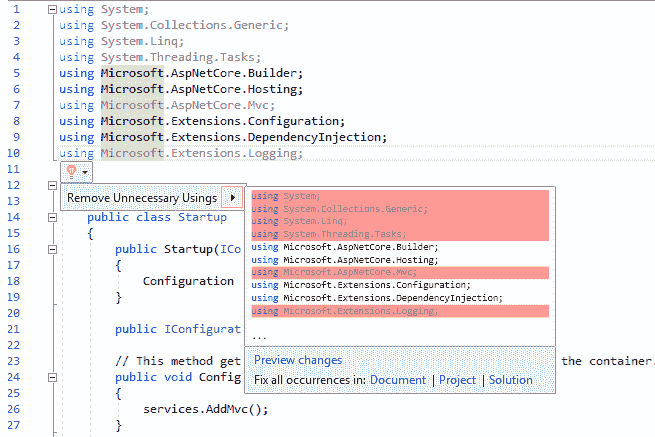 1 using System;
2 using System.Collections.Generic;
3 using System.Linq;
4 using System.Threading.Tasks;
5 using Microsoft.AspNetCore.Builder;
6 using Microsoft.AspNetCore.Hosting;
7 using Microsoft.AspNetCore.Mvc;
8 using Microsoft.Extensions.Configuration;
9 using Microsoft.Extensions.DependencyInjection;
10 using Microsoft.Extensions.Logging;
11
12
13
14 public class Startup
15 {
16 public Startup(ICo
17 {
18 Configuration
19 }
20
21 public IConfigurat
22
23 // This method get the container.
24 public void Config
25 {
26 services.AddMvc();
27 }
Remove Unnecessary Usings
using System;
using System.Collections.Generic;
using System.Linq;
using System.Threading.Tasks;
using Microsoft.AspNetCore.Builder;
using Microsoft.AspNetCore.Hosting;
using Microsoft.AspNetCore.Mvc;
using Microsoft.Extensions.Configuration;
using Microsoft.Extensions.DependencyInjection;
using Microsoft.Extensions.Logging;
...
Preview changes
Fix all occurrences in: Document | Project | Solution